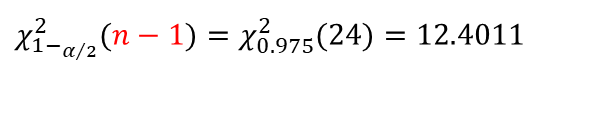 χ²₁₋α/₂(n − 1) = χ²₀.₉₇₅(24) = 12.4011